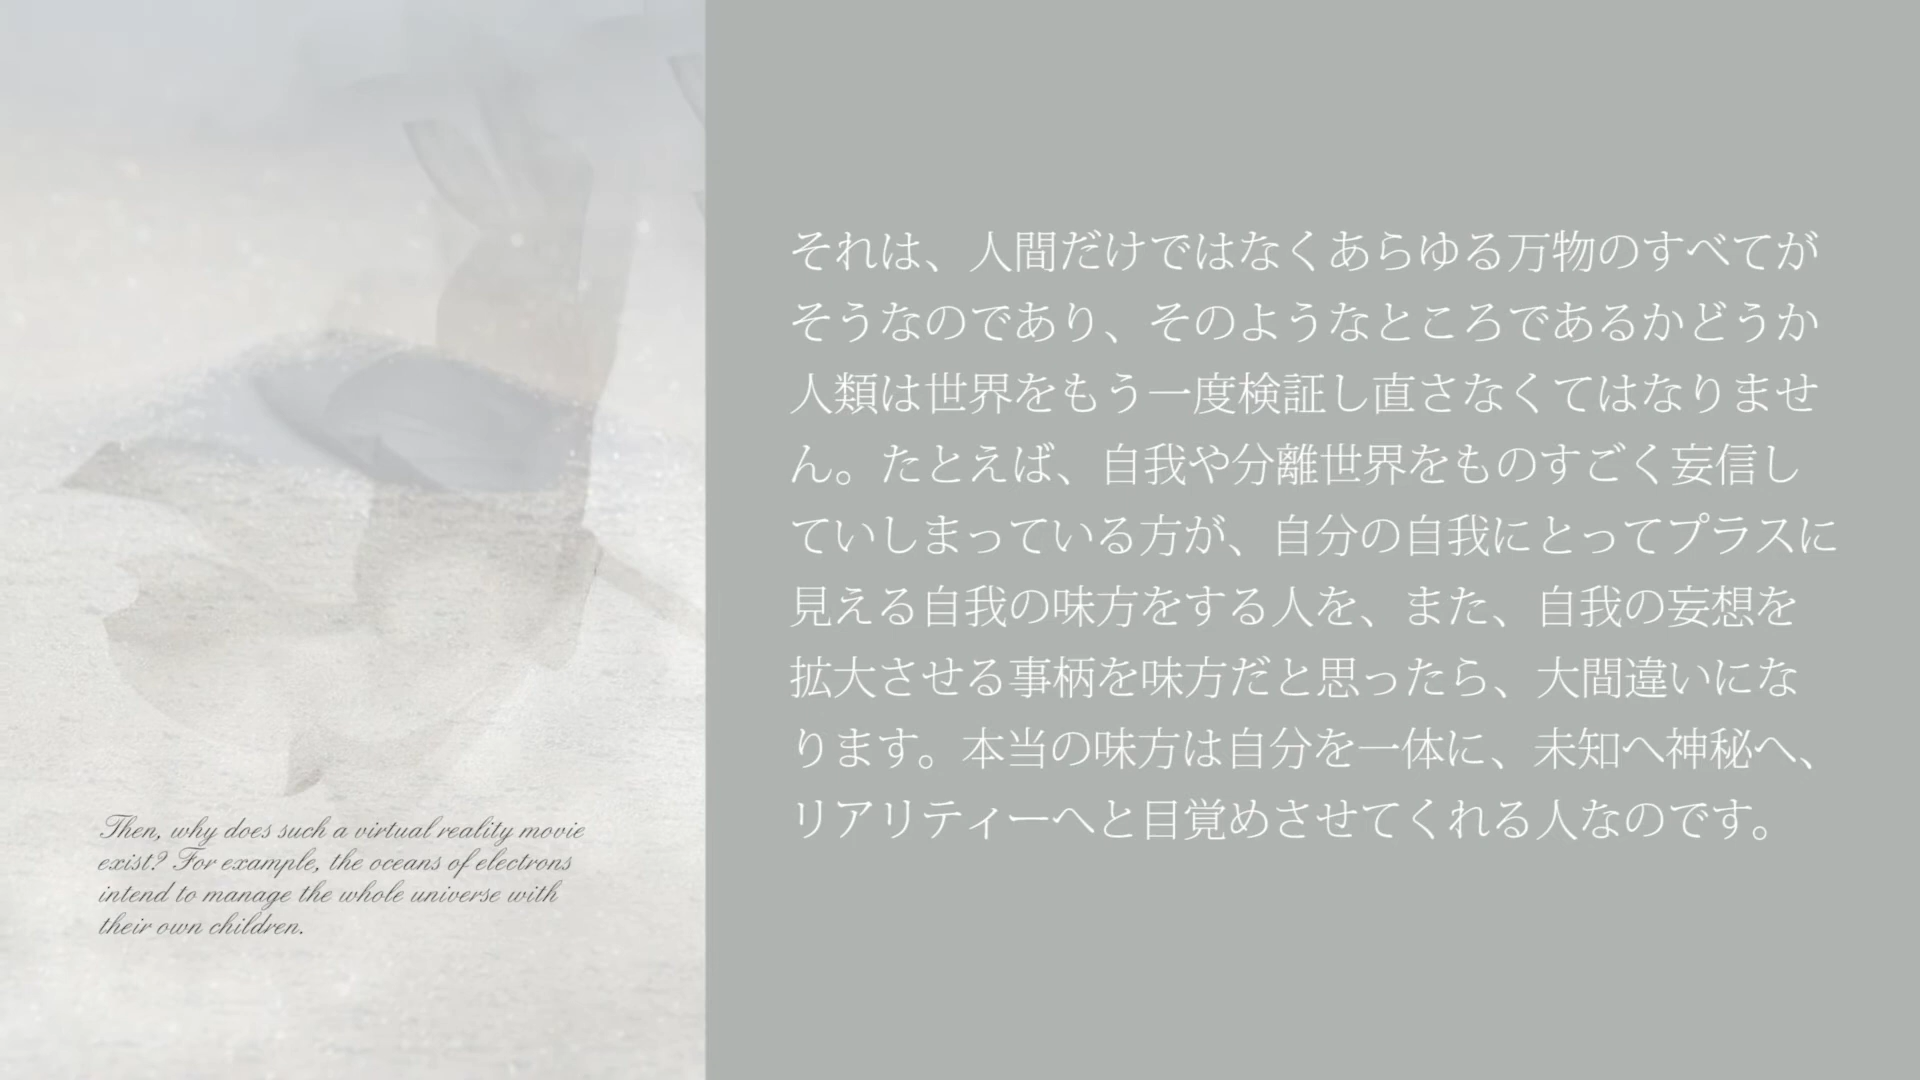 Then, why does such a virtual reality movie
exist? For example, the oceans of electrons
intend to manage the whole universe with
their own children.
それは、人間だけではなくあらゆる万物のすべてが
そうなのであり、そのようなところであるかどうか
人類は世界をもう一度検証し直さなくてはなりませ
ん。たとえば、自我や分離世界をものすごく妄信し
ていしまっている方が、自分の自我にとってプラスに
見える自我の味方をする人を、また、自我の妄想を
拡大させる事柄を味方だと思ったら、大間違いにな
ります。本当の味方は自分を一体に、未知へ神秘へ、
リアリティーへと目覚めさせてくれる人なのです。